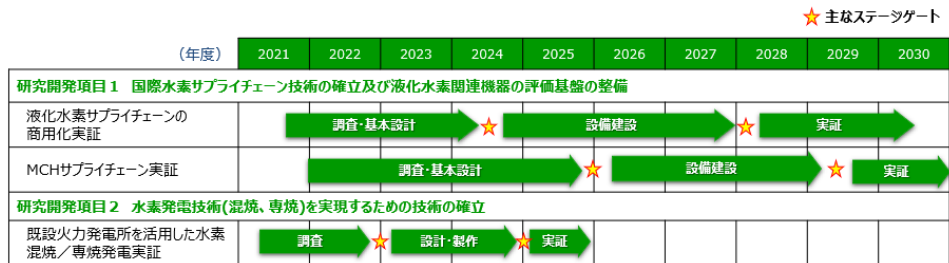 主なステージゲート
（年度） 2021 2022 2023 2024 2025 2026 2027 2028 2029 2030
研究開発項目１ 国際水素サプライチェーン技術の確立及び液化水素関連機器の評価基盤の整備
液化水素サプライチェーンの
商用化実証
調査・基本設計 設備建設 実証
MCHサプライチェーン実証 調査・基本設計 設備建設 実証
研究開発項目２ 水素発電技術(混焼、専焼)を実現するための技術の確立
既設火力発電所を活用した水素
混焼／専焼発電実証
調査 設計・製作 実証